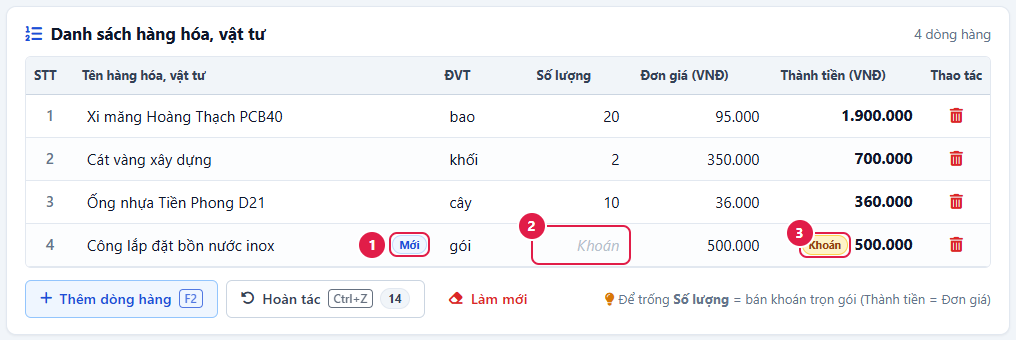 Danh sách hàng hóa, vật tư 4 dòng hàng
STT Tên hàng hóa, vật tư ĐVT Số lượng Đơn giá (VNĐ) Thành tiền (VNĐ) Thao tác
1 Xi măng Hoàng Thạch PCB40 bao 20 95.000 1.900.000
2 Cát vàng xây dựng khối 2 350.000 700.000
3 Ống nhựa Tiền Phong D21 cây 10 36.000 360.000
4 Công lắp đặt bồn nước inox 1 Mới gói 2 Khoán 500.000 3 Khoán 500.000
+ Thêm dòng hàng F2 Hoàn tác Ctrl+Z 14 Làm mới Để trống Số lượng = bán khoán trọn gói (Thành tiền = Đơn giá)